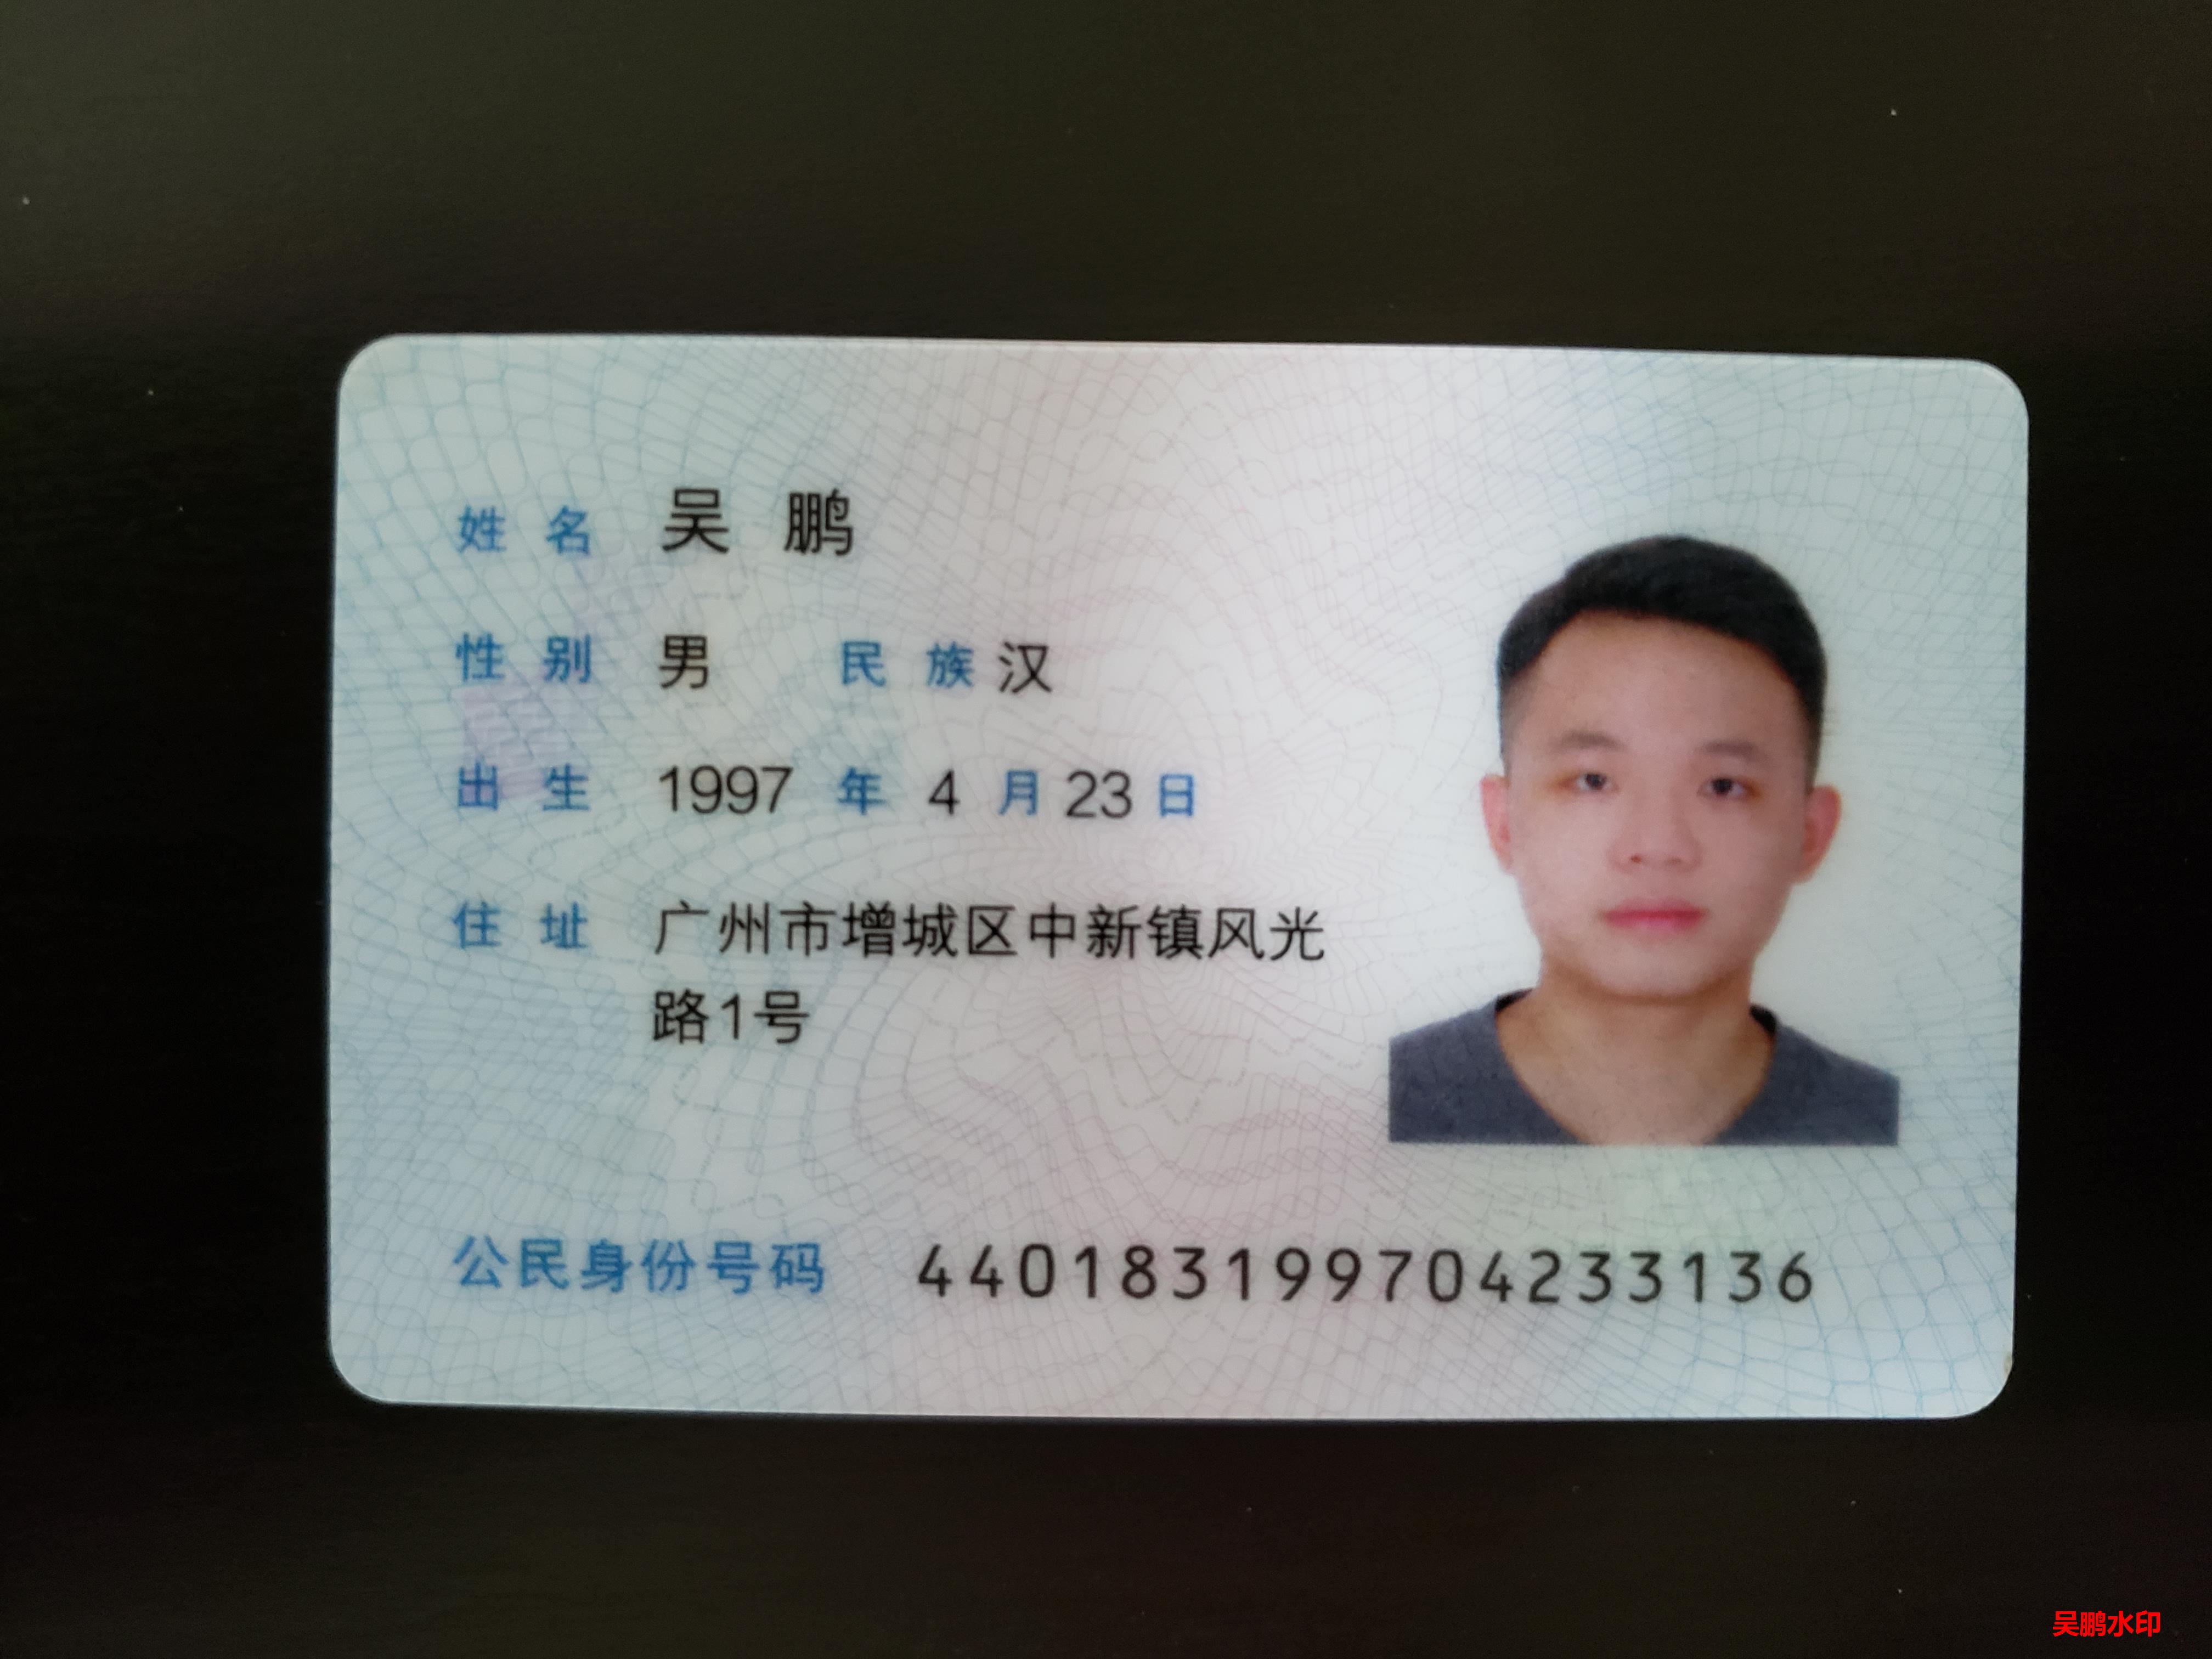 姓名 吴鹏
性别 男 民族 汉
出生 1997 年 4 月 23 日
住址 广州市增城区中新镇风光
路1号
公民身份号码 440183199704233136
吴鹏水印